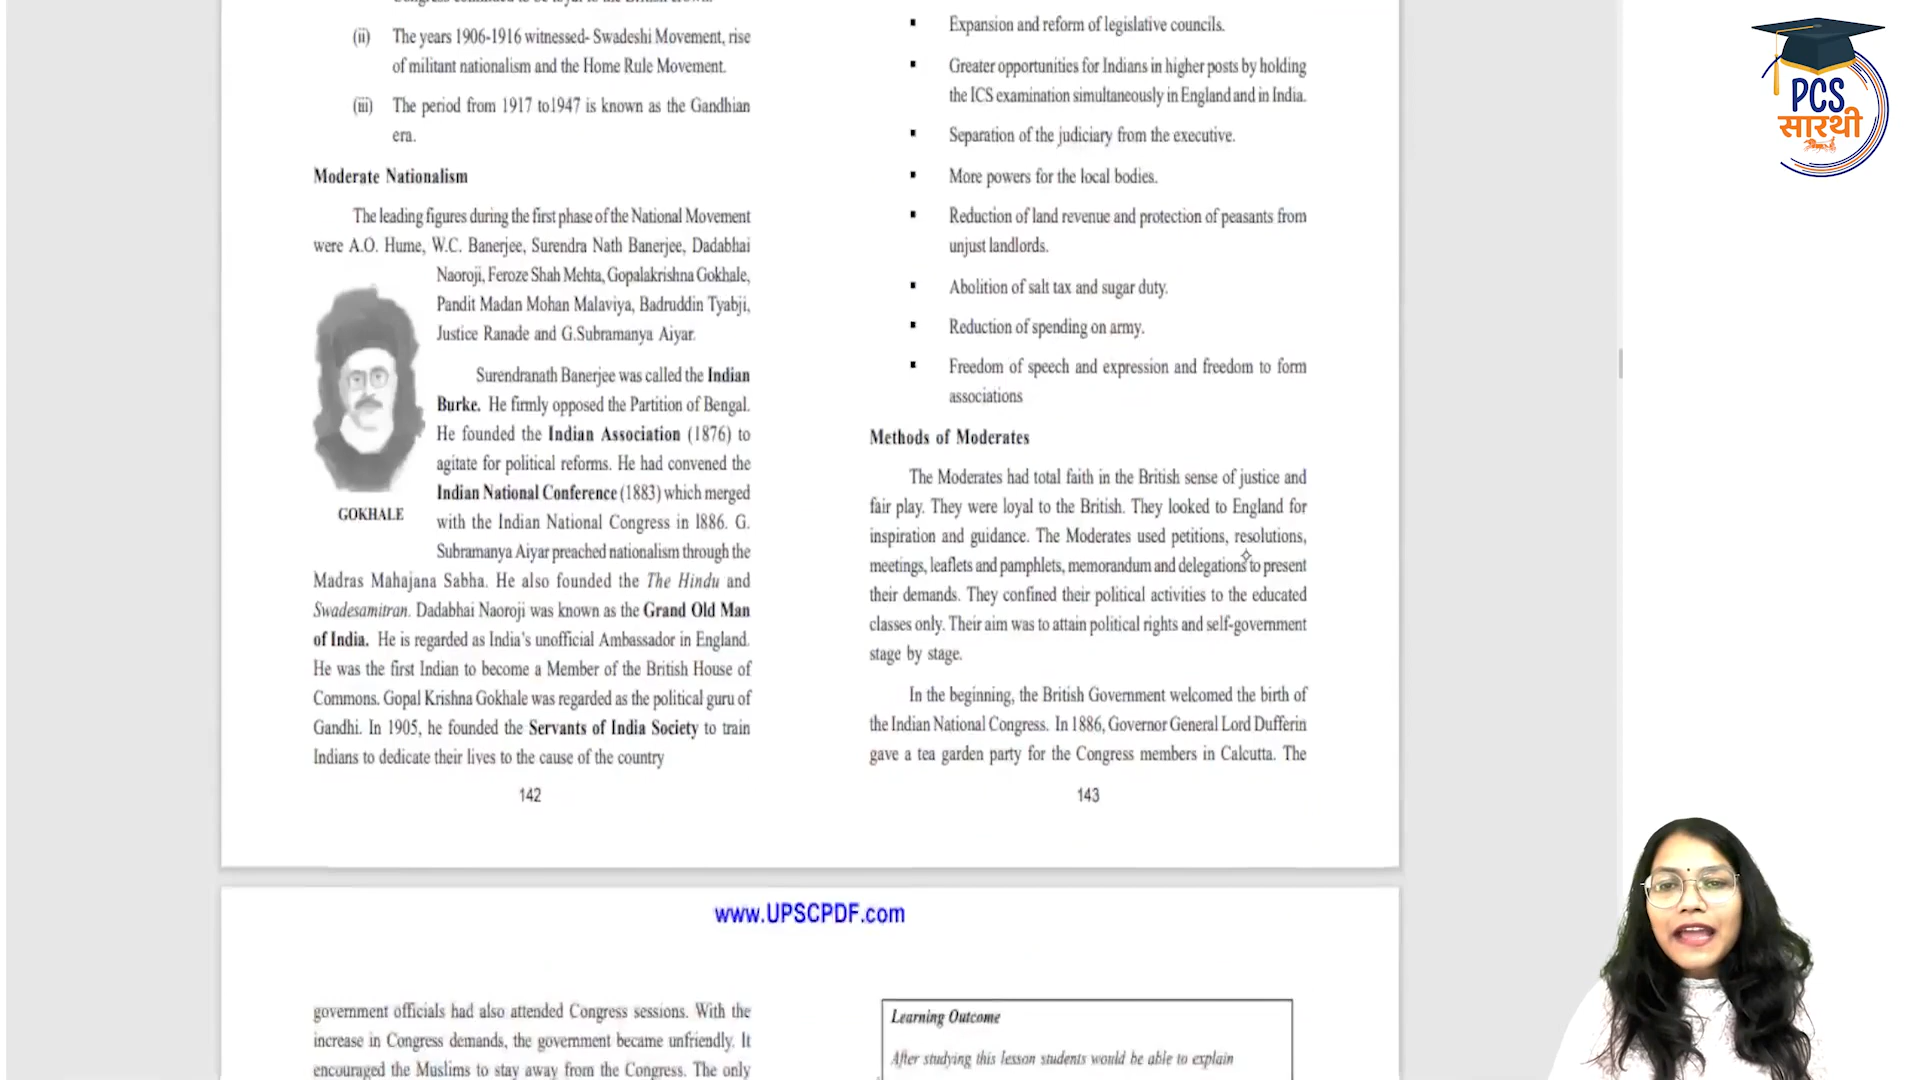 (ii) The years 1906-1916 witnessed- Swadeshi Movement, rise
of militant nationalism and the Home Rule Movement.
(iii) The period from 1917 to1947 is known as the Gandhian
era.
Moderate Nationalism
The leading figures during the first phase of the National Movement
were A.O. Hume, W.C. Banerjee, Surendra Nath Banerjee, Dadabhai
Naoroji, Feroze Shah Mehta, Gopalakrishna Gokhale,
Pandit Madan Mohan Malaviya, Badruddin Tyabji,
Justice Ranade and G.Subramanya Aiyar.
Surendranath Banerjee was called the Indian
Burke. He firmly opposed the Partition of Bengal.
He founded the Indian Association (1876) to
agitate for political reforms. He had convened the
Indian National Conference (1883) which merged
with the Indian National Congress in 1886. G.
Subramanya Aiyar preached nationalism through the
GOKHALE
Madras Mahajana Sabha. He also founded the The Hindu and
Swadesamitran. Dadabhai Naoroji was known as the Grand Old Man
of India. He is regarded as India's unofficial Ambassador in England.
He was the first Indian to become a Member of the British House of
Commons. Gopal Krishna Gokhale was regarded as the political guru of
Gandhi. In 1905, he founded the Servants of India Society to train
Indians to dedicate their lives to the cause of the country
142
▪ Expansion and reform of legislative councils.
▪ Greater opportunities for Indians in higher posts by holding
the ICS examination simultaneously in England and in India.
▪ Separation of the judiciary from the executive.
▪ More powers for the local bodies.
▪ Reduction of land revenue and protection of peasants from
unjust landlords.
▪ Abolition of salt tax and sugar duty.
▪ Reduction of spending on army.
▪ Freedom of speech and expression and freedom to form
associations
Methods of Moderates
The Moderates had total faith in the British sense of justice and
fair play. They were loyal to the British. They looked to England for
inspiration and guidance. The Moderates used petitions, resolutions,
meetings, leaflets and pamphlets, memorandum and delegations to present
their demands. They confined their political activities to the educated
classes only. Their aim was to attain political rights and self-government
stage by stage.
In the beginning, the British Government welcomed the birth of
the Indian National Congress. In 1886, Governor General Lord Dufferin
gave a tea garden party for the Congress members in Calcutta. The
143
www.UPSCPDF.com
government officials had also attended Congress sessions. With the
increase in Congress demands, the government became unfriendly. It
encouraged the Muslims to stay away from the Congress. The only
Learning Outcome
After studying this lesson students would be able to explain
PCS
सारथी